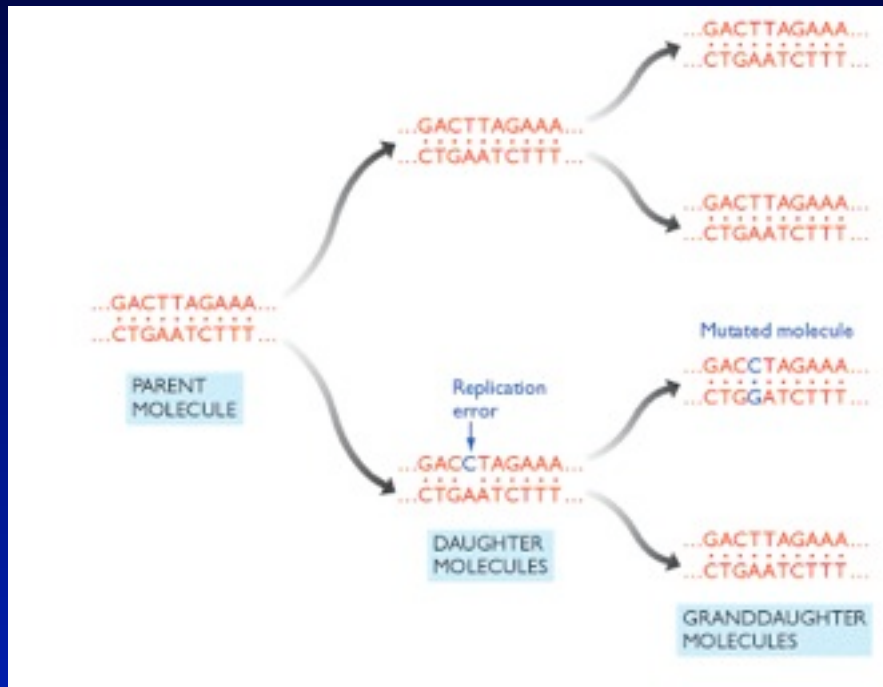 ...GACTTAGAAA...
...CTGAATCTTT...
PARENT
MOLECULE
...GACTTAGAAA...
...CTGAATCTTT...
Replication
error
...GACCTAGAAA...
...CTGAATCTTT...
DAUGHTER
MOLECULES
...GACTTAGAAA...
...CTGAATCTTT...
...GACTTAGAAA...
...CTGAATCTTT...
Mutated molecule
...GACCTAGAAA...
...CTGGATCTTT...
...GACTTAGAAA...
...CTGAATCTTT...
GRANDDAUGHTER
MOLECULES